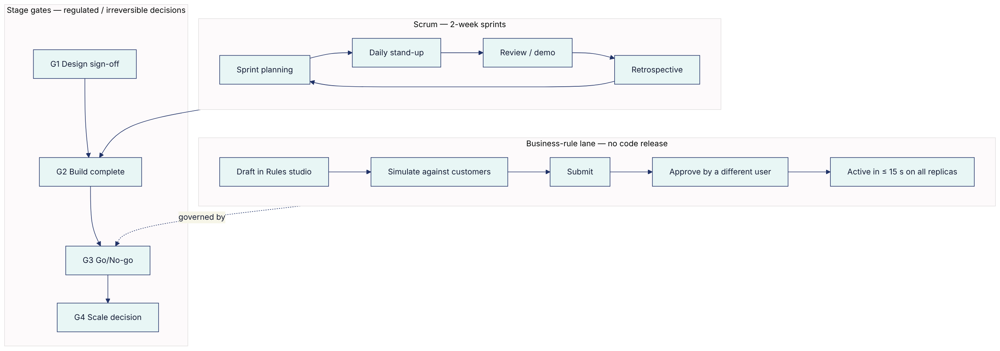 Stage gates — regulated / irreversible decisions
G1 Design sign-off
G2 Build complete
G3 Go/No-go
G4 Scale decision
Scrum — 2-week sprints
Sprint planning
Daily stand-up
Review / demo
Retrospective
Business-rule lane — no code release
Draft in Rules studio
Simulate against customers
Submit
Approve by a different user
Active in ≤ 15 s on all replicas
governed by